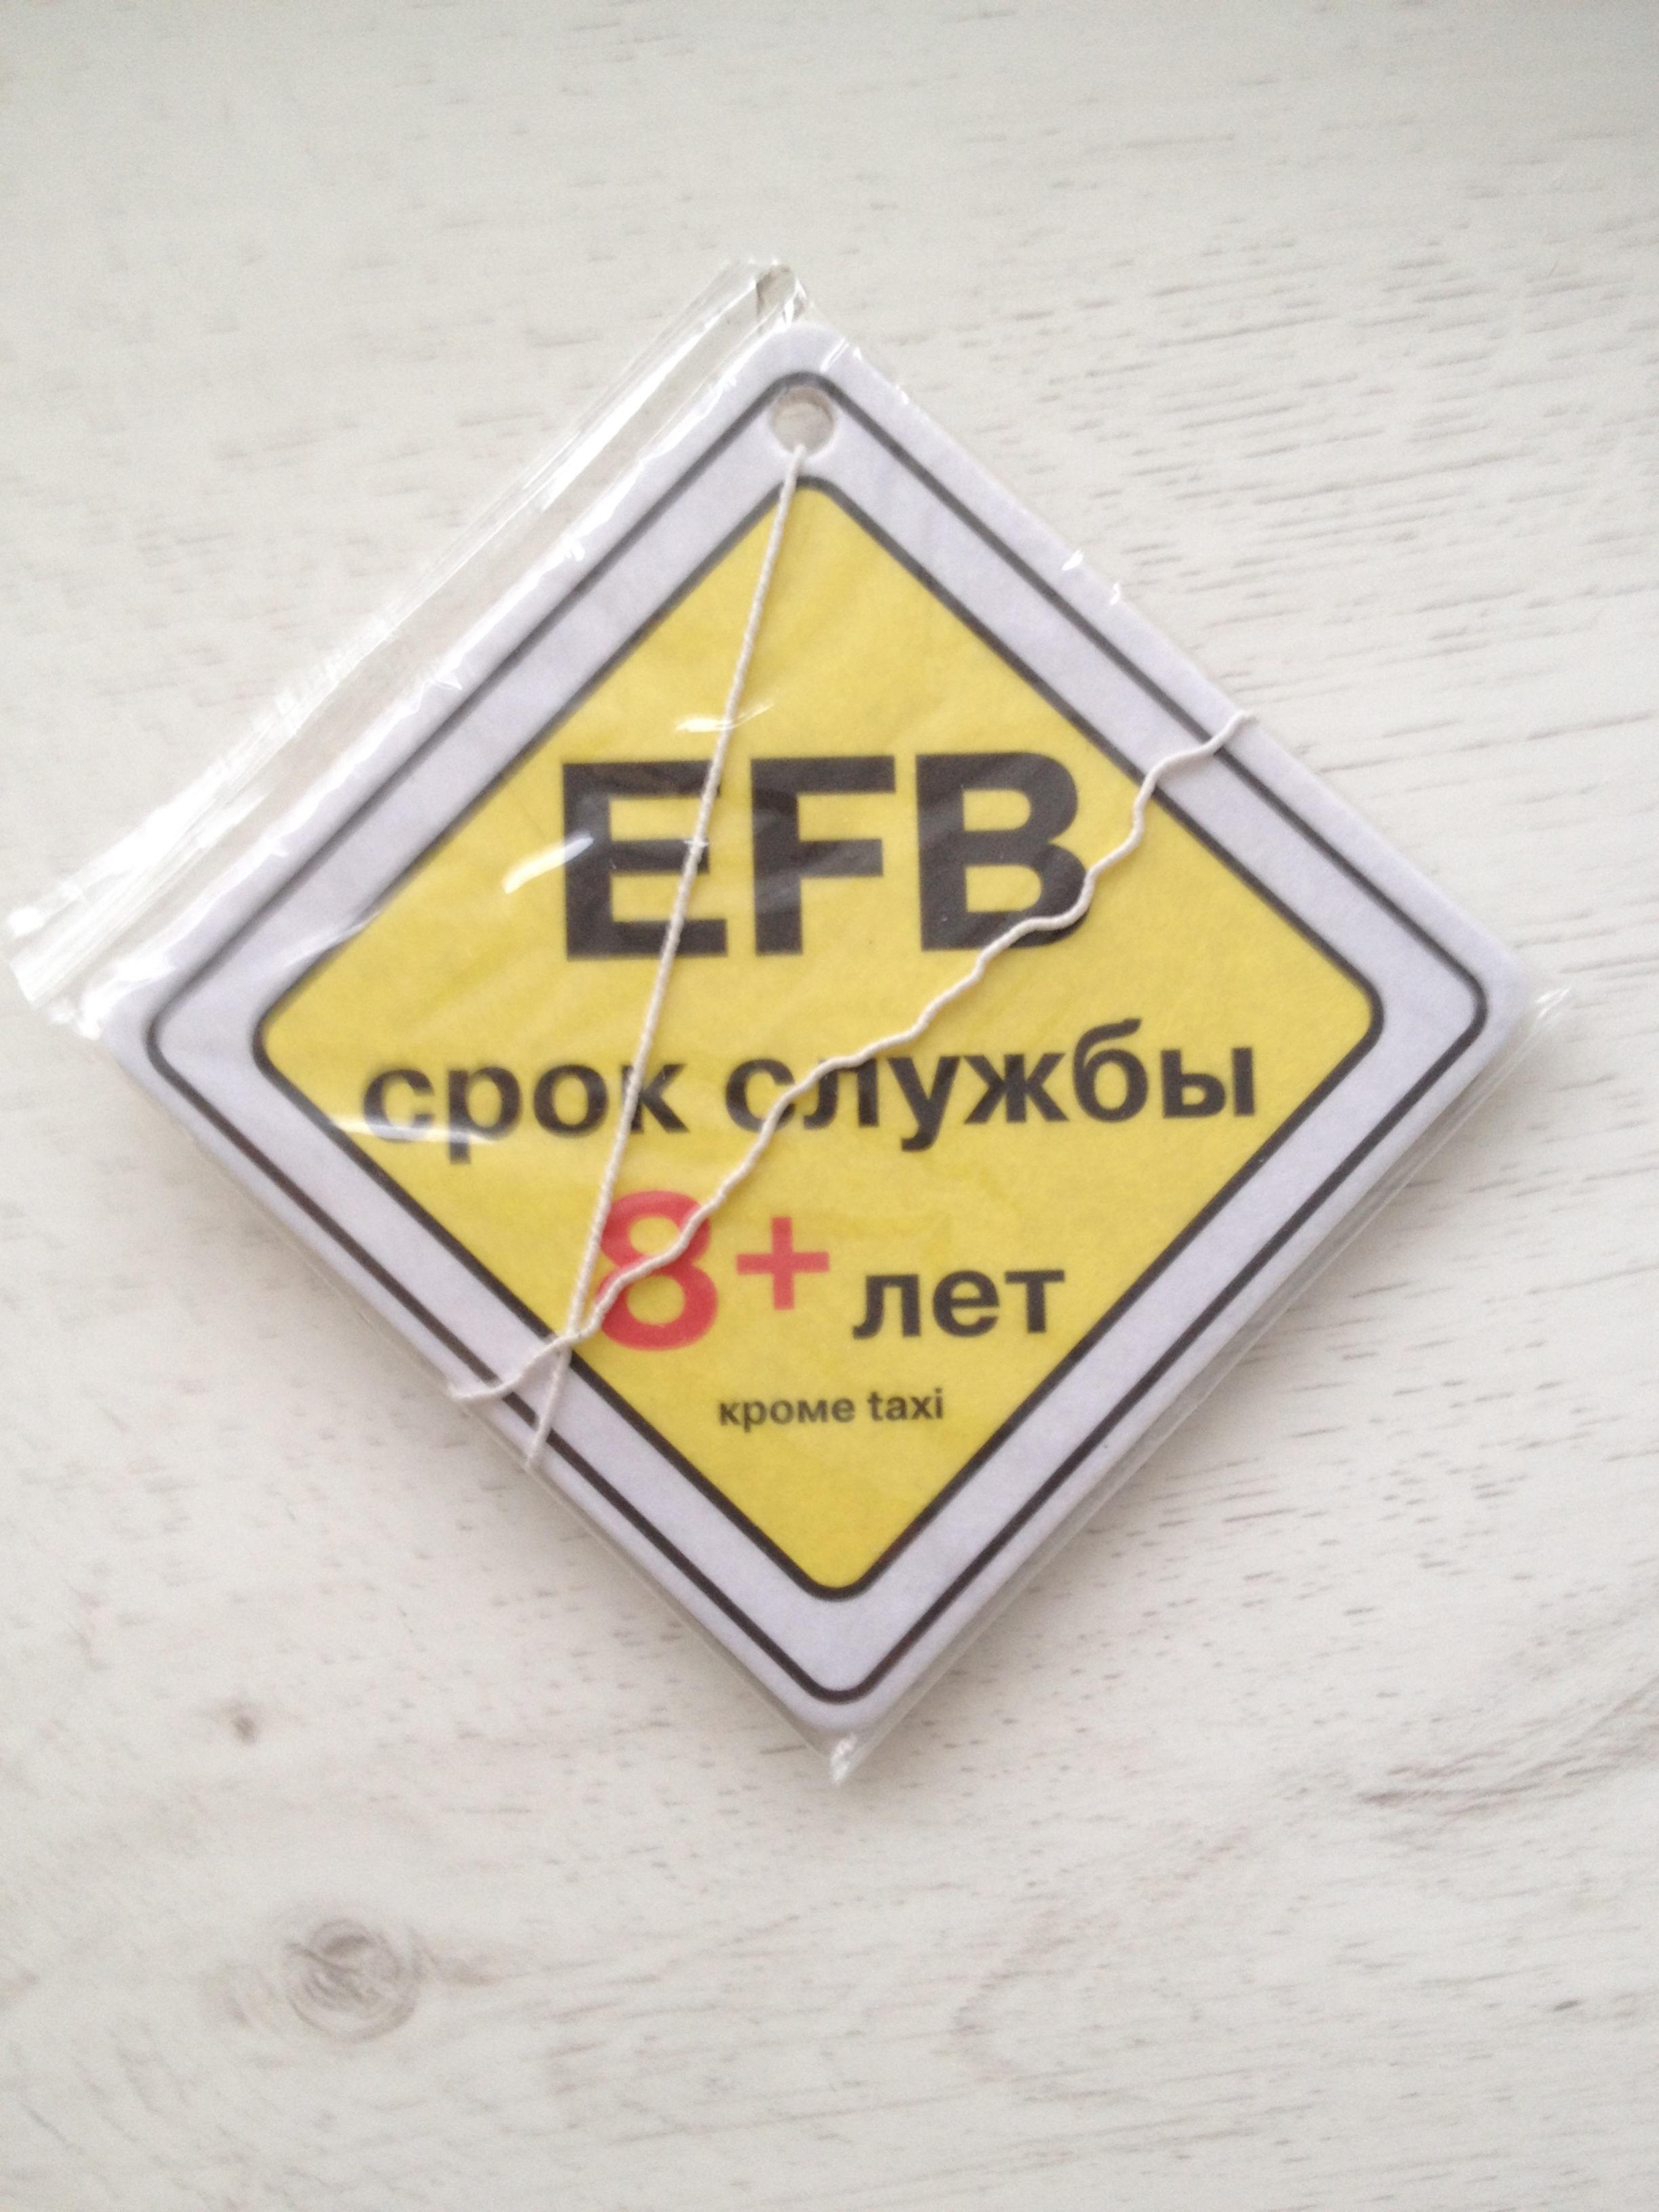 EFB
срок службы
8+ лет
кроме taxi